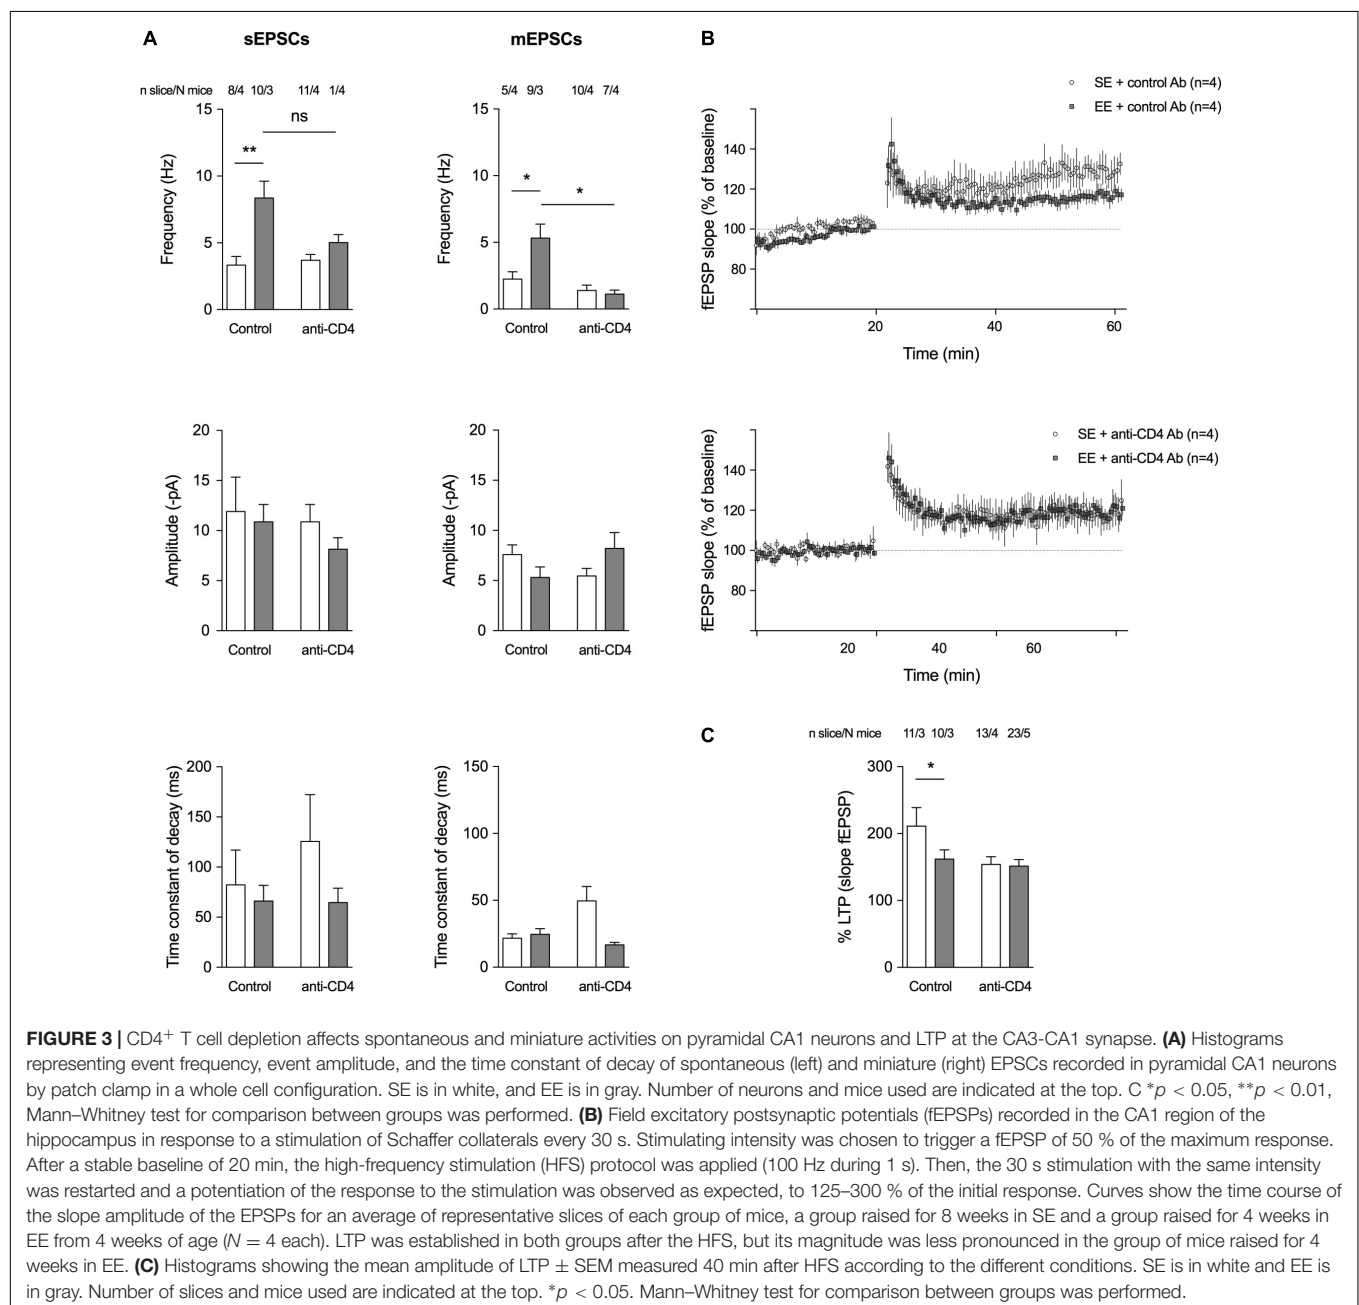 A
sEPSCs
mEPSCs
n slice/N mice 8/4 10/3 11/4 1/4
5/4 9/3 10/4 7/4
Frequency (Hz)
15
10
5
0
**
ns
Control anti-CD4
Frequency (Hz)
15
10
5
0
*
*
Control anti-CD4
Amplitude (-pA)
20
15
10
5
0
Control anti-CD4
Amplitude (-pA)
20
15
10
5
0
Control anti-CD4
Time constant of decay (ms)
200
150
100
50
0
Control anti-CD4
Time constant of decay (ms)
150
100
50
0
Control anti-CD4
B
SE + control Ab (n=4)
EE + control Ab (n=4)
fEPSP slope (% of baseline)
140
120
100
80
20 40 60
Time (min)
SE + anti-CD4 Ab (n=4)
EE + anti-CD4 Ab (n=4)
fEPSP slope (% of baseline)
140
120
100
80
20 40 60
Time (min)
C
n slice/N mice 11/3 10/3 13/4 23/5
% LTP (slope fEPSP)
300
200
100
0
*
Control anti-CD4
FIGURE 3 | CD4+ T cell depletion affects spontaneous and miniature activities on pyramidal CA1 neurons and LTP at the CA3-CA1 synapse. (A) Histograms
representing event frequency, event amplitude, and the time constant of decay of spontaneous (left) and miniature (right) EPSCs recorded in pyramidal CA1 neurons
by patch clamp in a whole cell configuration. SE is in white, and EE is in gray. Number of neurons and mice used are indicated at the top. C *p < 0.05, **p < 0.01,
Mann–Whitney test for comparison between groups was performed. (B) Field excitatory postsynaptic potentials (fEPSPs) recorded in the CA1 region of the
hippocampus in response to a stimulation of Schaffer collaterals every 30 s. Stimulating intensity was chosen to trigger a fEPSP of 50 % of the maximum response.
After a stable baseline of 20 min, the high-frequency stimulation (HFS) protocol was applied (100 Hz during 1 s). Then, the 30 s stimulation with the same intensity
was restarted and a potentiation of the response to the stimulation was observed as expected, to 125–300 % of the initial response. Curves show the time course of
the slope amplitude of the EPSPs for an average of representative slices of each group of mice, a group raised for 8 weeks in SE and a group raised for 4 weeks in
EE from 4 weeks of age (N = 4 each). LTP was established in both groups after the HFS, but its magnitude was less pronounced in the group of mice raised for 4
weeks in EE. (C) Histograms showing the mean amplitude of LTP ± SEM measured 40 min after HFS according to the different conditions. SE is in white and EE is
in gray. Number of slices and mice used are indicated at the top. *p < 0.05. Mann–Whitney test for comparison between groups was performed.